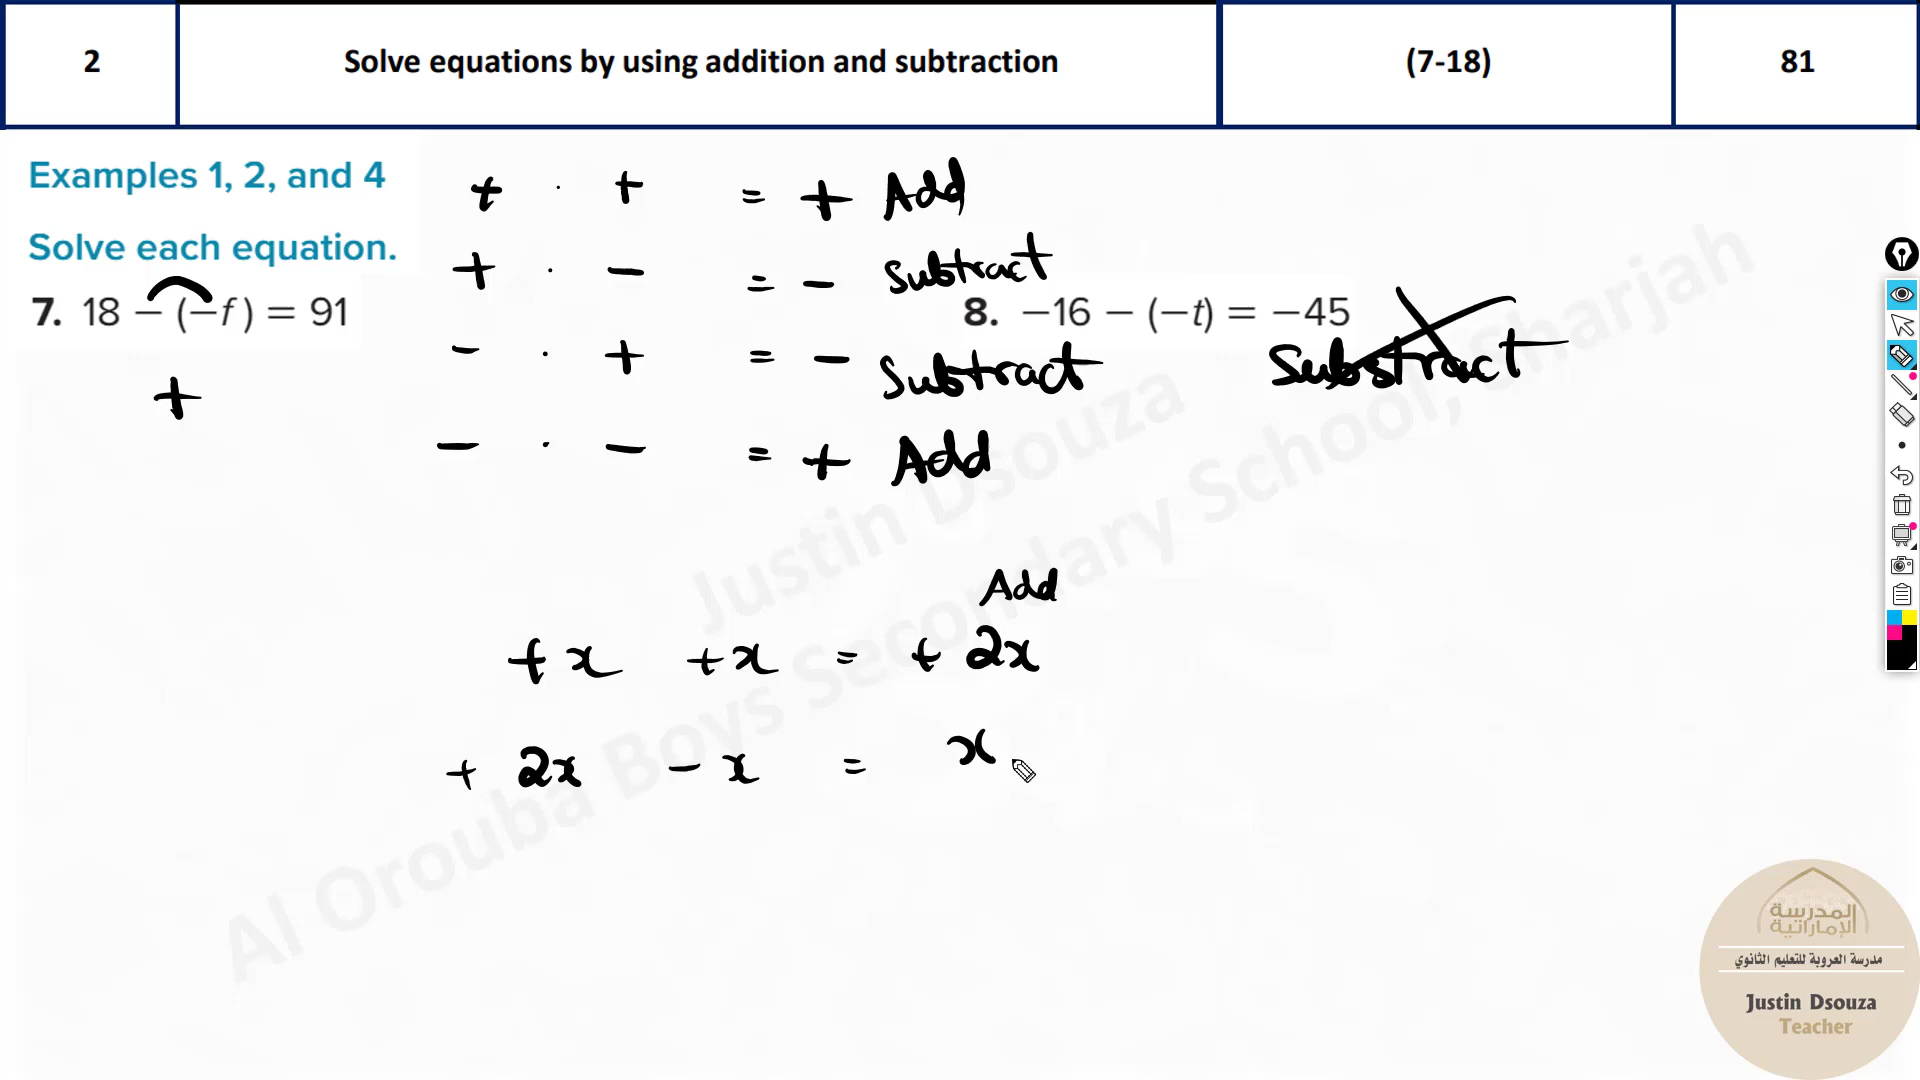 2 Solve equations by using addition and subtraction (7-18) 81
Examples 1, 2, and 4
Solve each equation.
7. 18 − (−f) = 91
+
+ · + = + Add
+ · − = − Subtract
− · + = − Subtract
− · − = + Add
8. −16 − (−t) = −45
Substract
Add
+x +x = + 2x
+ 2x − x = x
Justin Dsouza
Al Orouba Boys Secondary School, Sharjah
المدرسة
الإماراتية
مدرسة العروبة للتعليم الثانوي
Justin Dsouza
Teacher